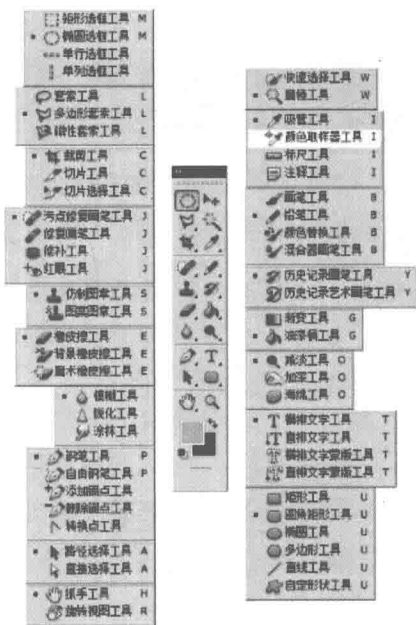 矩形选框工具 M
椭圆选框工具 M
单行选框工具
单列选框工具
套索工具 L
多边形套索工具 L
磁性套索工具 L
裁剪工具 C
切片工具 C
切片选择工具 C
污点修复画笔工具 J
修复画笔工具 J
修补工具 J
红眼工具 J
仿制图章工具 S
图案图章工具 S
橡皮擦工具 E
背景橡皮擦工具 E
魔术橡皮擦工具 E
模糊工具
锐化工具
涂抹工具
钢笔工具 P
自由钢笔工具 P
添加锚点工具
删除锚点工具
转换点工具
路径选择工具 A
直接选择工具 A
抓手工具 H
旋转视图工具 R
快速选择工具 W
魔棒工具 W
吸管工具 I
颜色取样器工具 I
标尺工具 I
注释工具 I
画笔工具 B
铅笔工具 B
颜色替换工具 B
混合器画笔工具 B
历史记录画笔工具 Y
历史记录艺术画笔工具 Y
渐变工具 G
油漆桶工具 G
减淡工具 O
加深工具 O
海绵工具 O
T 横排文字工具 T
直排文字工具 T
横排文字蒙版工具 T
直排文字蒙版工具 T
矩形工具 U
圆角矩形工具 U
椭圆工具 U
多边形工具 U
直线工具 U
自定形状工具 U